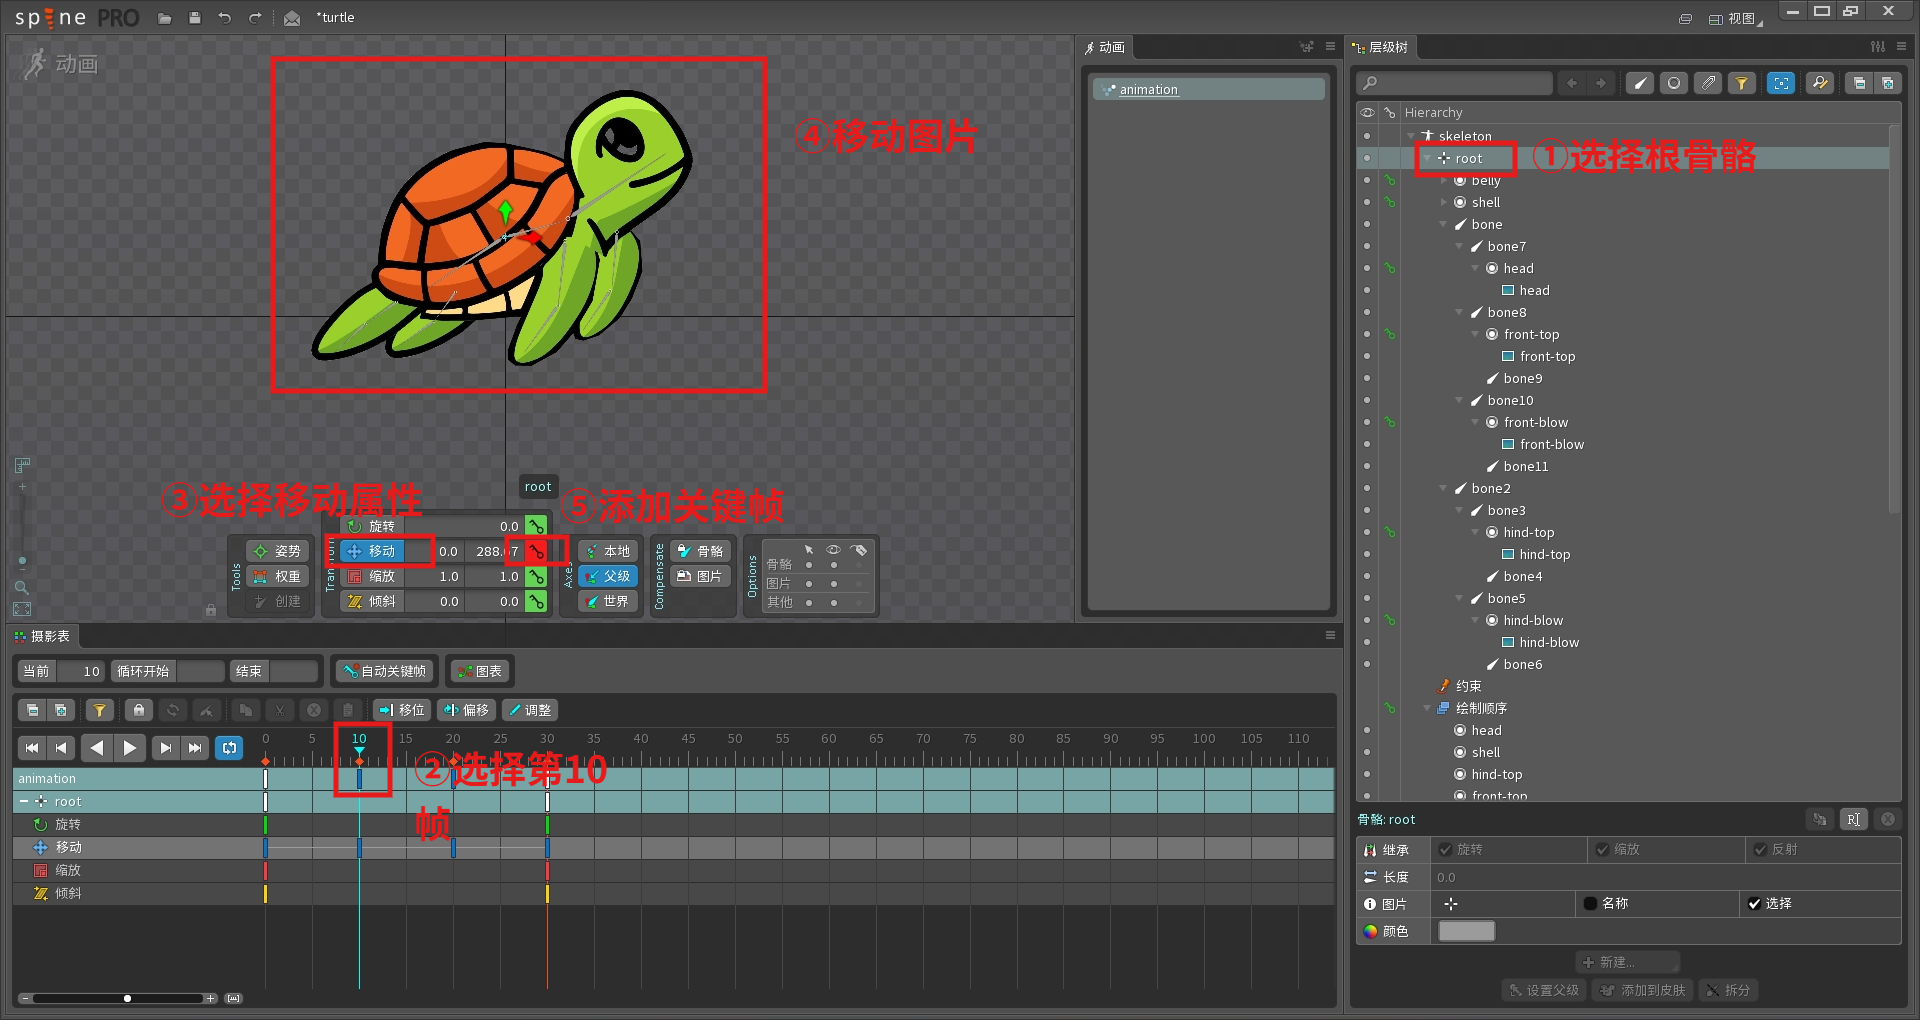 spine PRO
*turtle
视图
动画
④移动图片
动画
animation
层级树
Hierarchy
skeleton
root
①选择根骨骼
belly
shell
bone
bone7
head
head
bone8
front-top
front-top
bone9
bone10
front-blow
front-blow
bone11
bone2
bone3
hind-top
hind-top
bone4
bone5
hind-blow
hind-blow
bone6
约束
绘制顺序
head
shell
hind-top
front-top
③选择移动属性
root
⑤添加关键帧
Tools
姿势
权重
创建
旋转 0.0
移动 0.0
缩放 1.0 1.0
倾斜 0.0 0.0
Axes
本地
父级
世界
Compensate
骨骼
图片
Options
骨骼
图片
其他
摄影表
当前 10 循环开始 结束 自动关键帧 图表
移位 偏移 调整
0 5 10 15 20 25 30 35 40 45 50 55 60 65 70 75 80 85 90 95 100 105 110
②选择第10
帧
animation
root
旋转
移动
缩放
倾斜
骨骼: root
继承 旋转 缩放 反射
长度 0.0
图片 名称 选择
颜色
新建...
设置父级 添加到皮肤 拆分